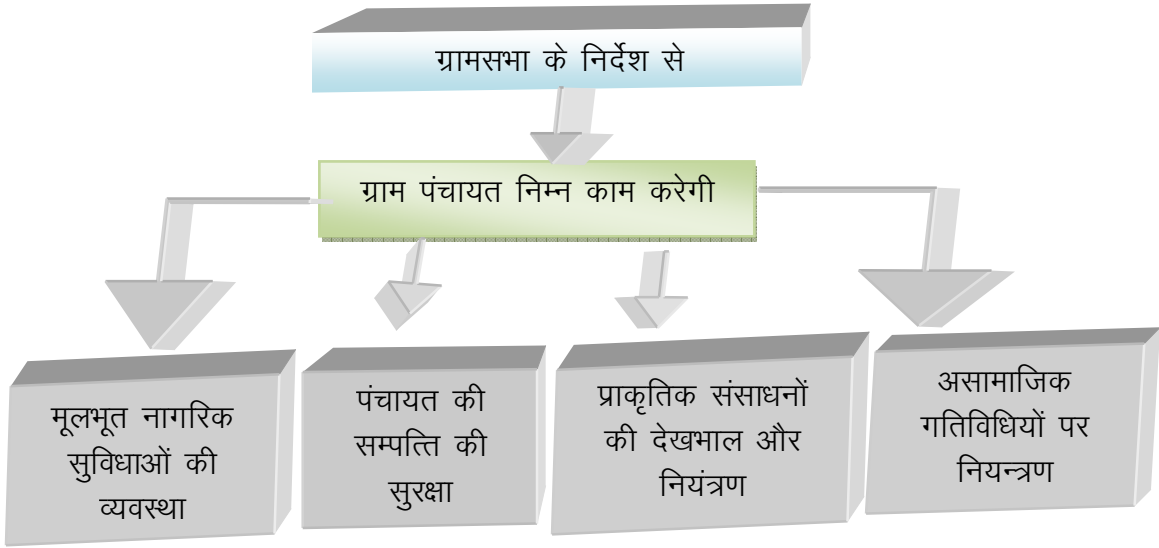 ग्रामसभा के निर्देश से
ग्राम पंचायत निम्न काम करेगी
मूलभूत नागरिक
सुविधाओं की
व्यवस्था
पंचायत की
सम्पत्ति की
सुरक्षा
प्राकृतिक संसाधनों
की देखभाल और
नियंत्रण
असामाजिक
गतिविधियों पर
नियन्त्रण